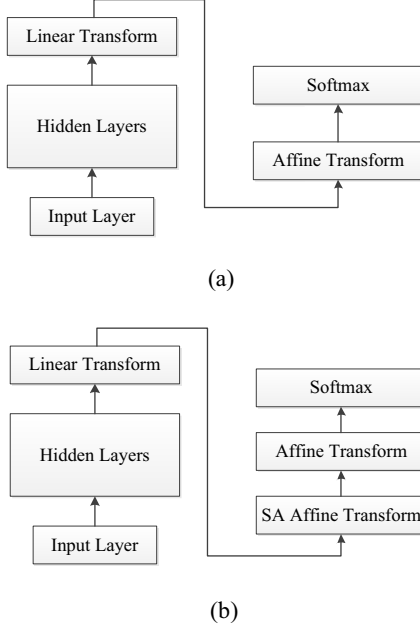 Linear Transform
Hidden Layers
Input Layer
Softmax
Affine Transform
(a)
Linear Transform
Hidden Layers
Input Layer
Softmax
Affine Transform
SA Affine Transform
(b)